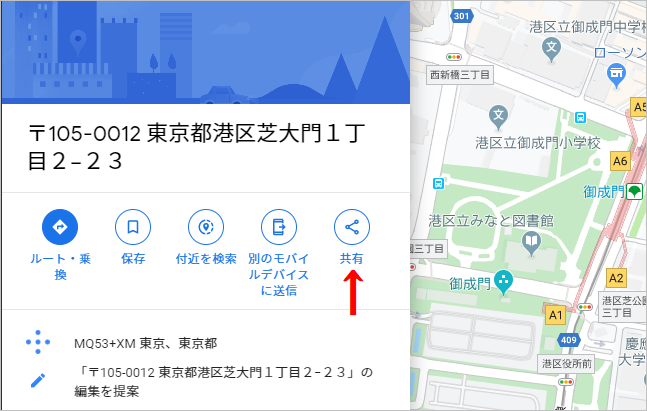 〒105-0012 東京都港区芝大門１丁
目２−２３
ルート・乗
換
保存
付近を検索
別のモバイ
ルデバイス
に送信
共有
MQ53+XM 東京、東京都
「〒105-0012 東京都港区芝大門１丁目２−２３」の
編集を提案
301
港区立御成門中学校
文
ローソン
西新橋三丁目
文
港区立御成門小学校
A5
A6
御成門
港区立みなと図書館
園三丁目
御成門
A2
港区芝公園
三丁目
A1
409
慶應
大学
港区役所前